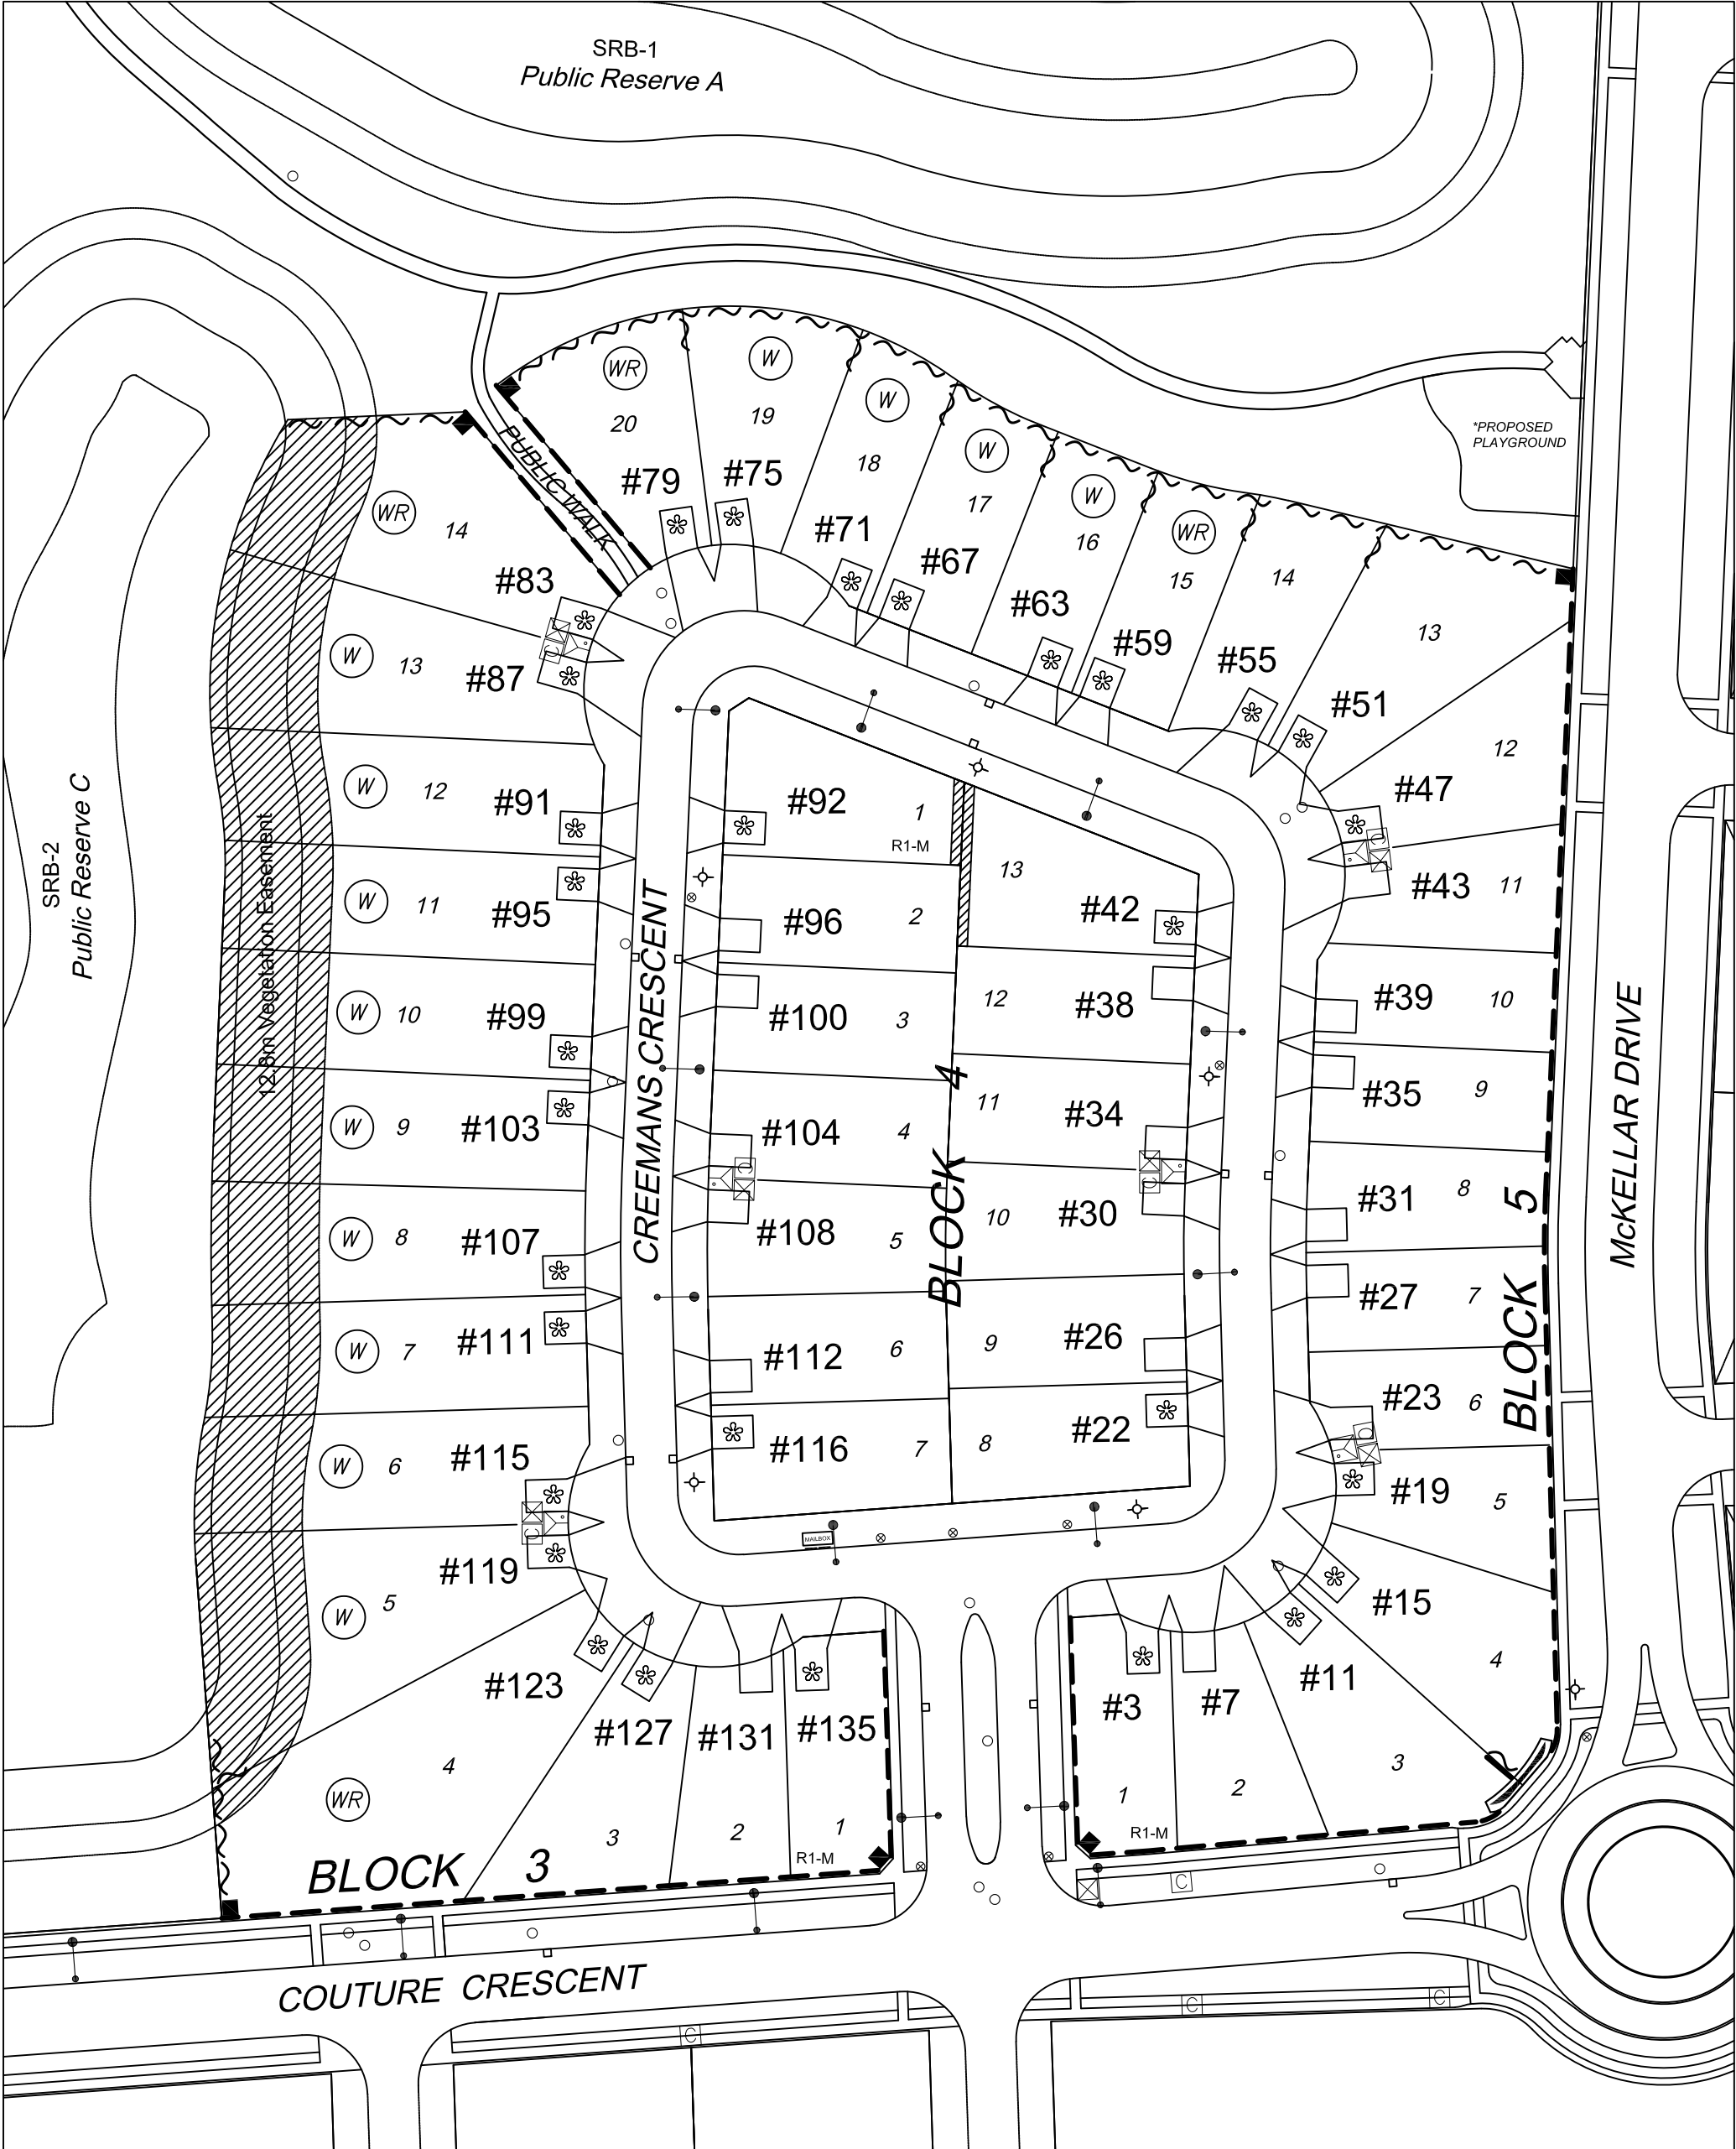 SRB-1
Public Reserve A
*PROPOSED
PLAYGROUND
PUBLIC WALK
WR
20
#79
W
19
#75
W
18
#71
W
17
#67
W
16
#63
WR
15
#59
14
#55
13
#51
12
#47
#43
11
#39
10
#35
9
#31
8
#27
7
#23
6
#19
5
#15
4
#11
3
#7
2
#3
1
R1-M
BLOCK 5
McKELLAR DRIVE
WR
14
#83
W
13
#87
W
12
#91
W
11
#95
W
10
#99
W
9
#103
W
8
#107
W
7
#111
W
6
#115
W
5
#119
WR
4
#123
3
#127
2
#131
1
#135
R1-M
BLOCK 3
SRB-2
Public Reserve C
12.8m Vegetation Easement
CREEMANS CRESCENT
#92
1
R1-M
#96
2
#100
3
#104
4
#108
5
#112
6
#116
7
BLOCK 4
13
#42
12
#38
11
#34
10
#30
9
#26
8
#22
MAILBOX
C
C
C
C
C
C
COUTURE CRESCENT
C
C
C
C